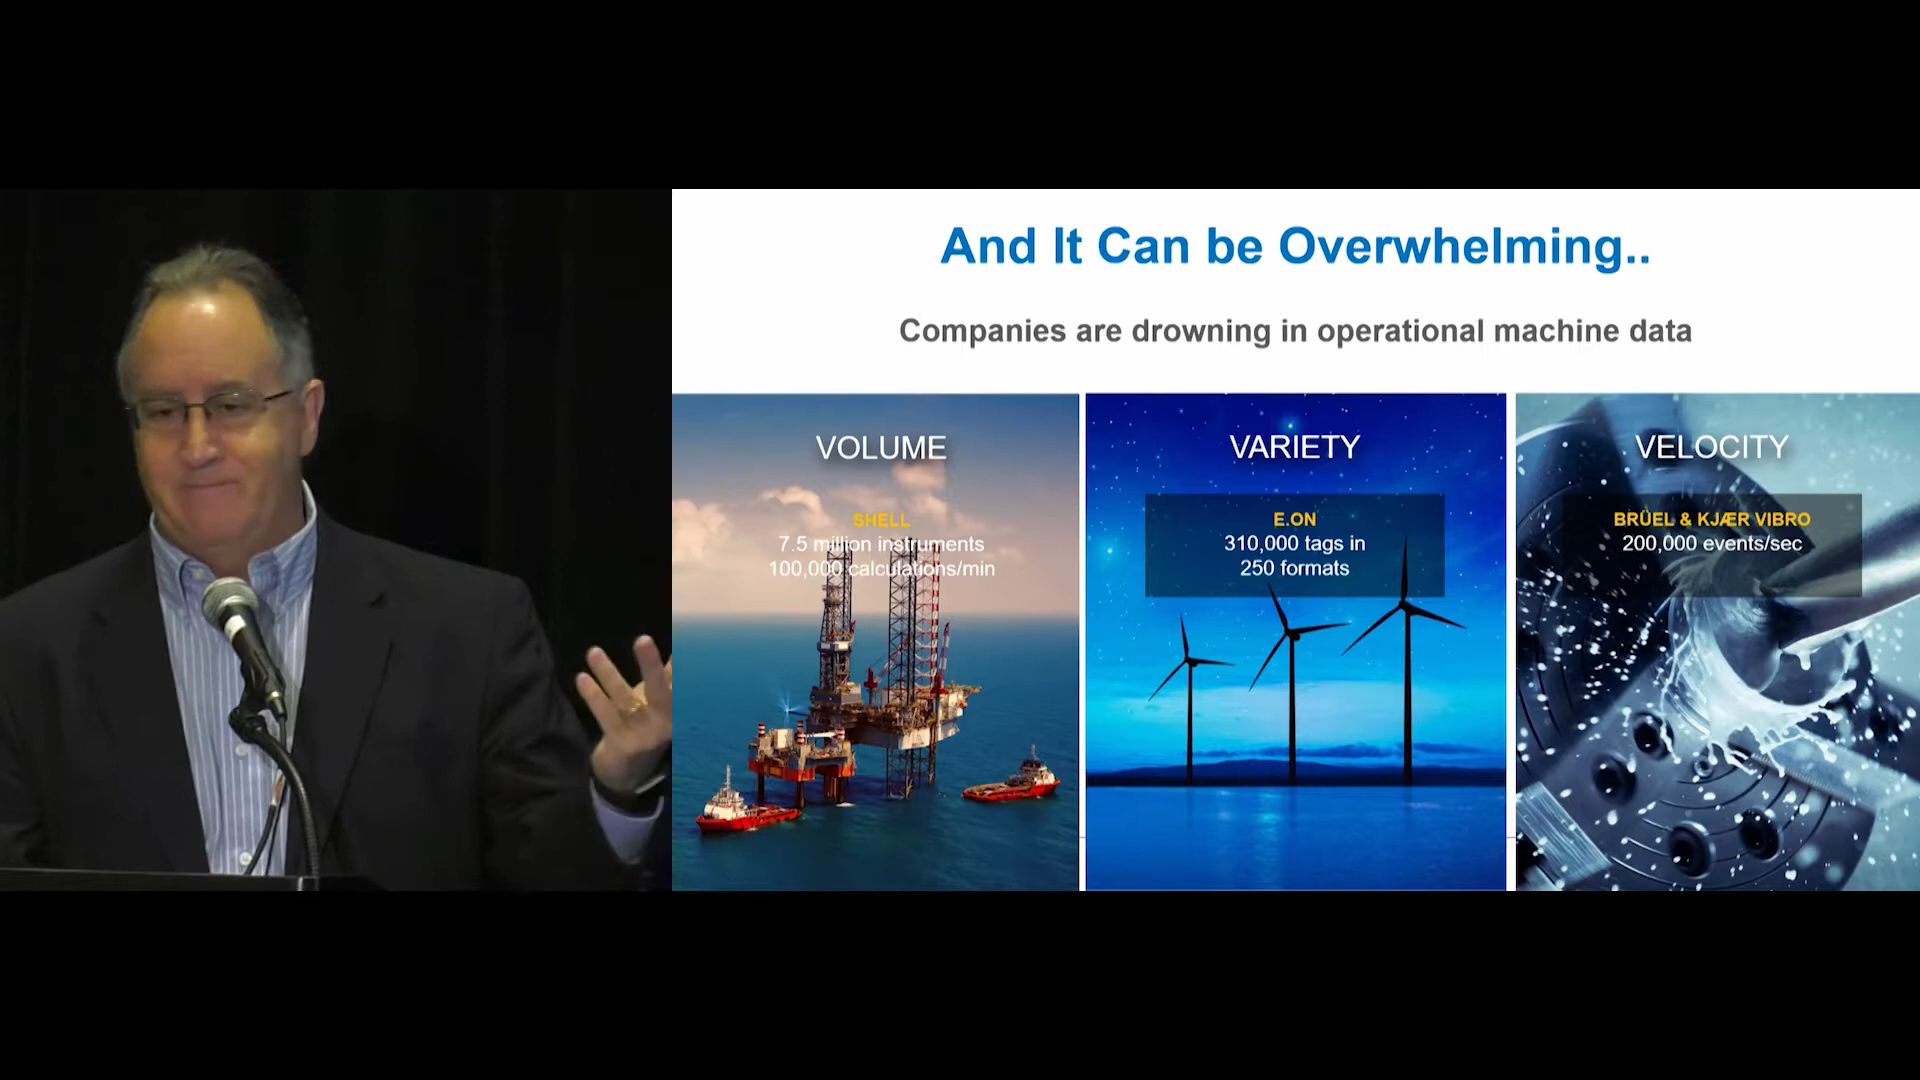 And It Can be Overwhelming..
Companies are drowning in operational machine data
VOLUME
SHELL
7.5 million instruments
100,000 calculations/min
VARIETY
E.ON
310,000 tags in
250 formats
VELOCITY
BRÜEL & KJÆR VIBRO
200,000 events/sec